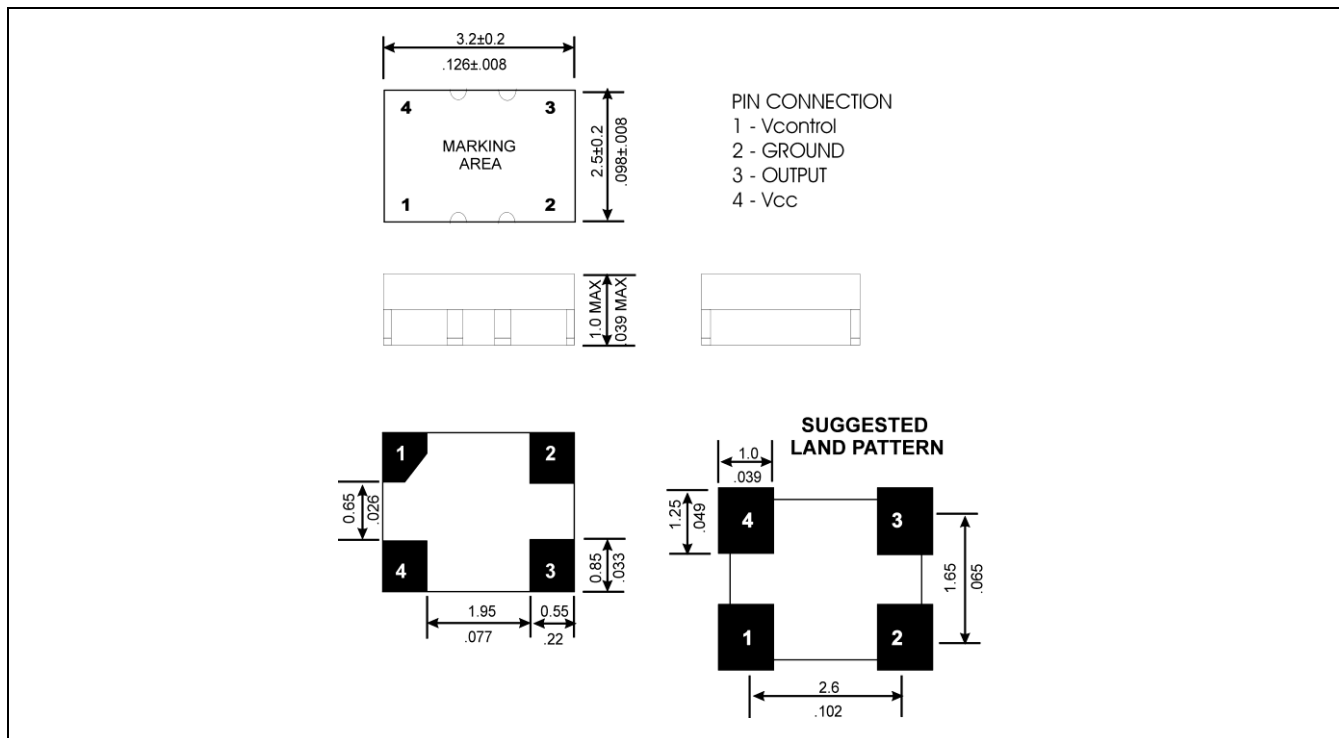 3.2±0.2
.126±.008
4
3
MARKING
AREA
1
2
2.5±0.2
.098±.008
PIN CONNECTION
1 - Vcontrol
2 - GROUND
3 - OUTPUT
4 - Vcc
1.0 MAX
.039 MAX
1
2
4
3
0.65
.026
0.85
.033
1.95
.077
0.55
.22
SUGGESTED
LAND PATTERN
1.0
.039
1.25
.049
4
3
1
2
1.65
.065
2.6
.102